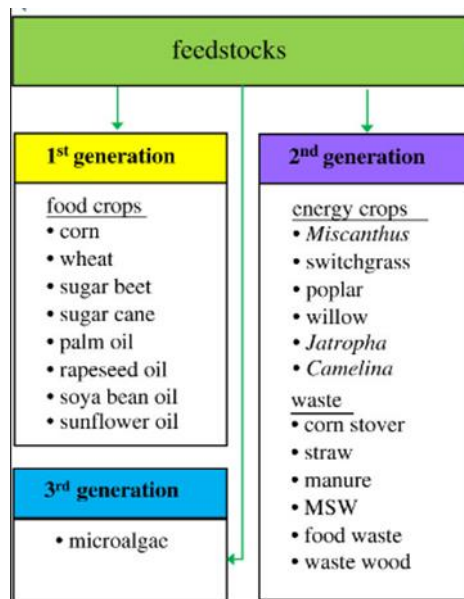 feedstocks
1st generation
food crops
• corn
• wheat
• sugar beet
• sugar cane
• palm oil
• rapeseed oil
• soya bean oil
• sunflower oil
3rd generation
• microalgae
2nd generation
energy crops
• Miscanthus
• switchgrass
• poplar
• willow
• Jatropha
• Camelina
waste
• corn stover
• straw
• manure
• MSW
• food waste
• waste wood